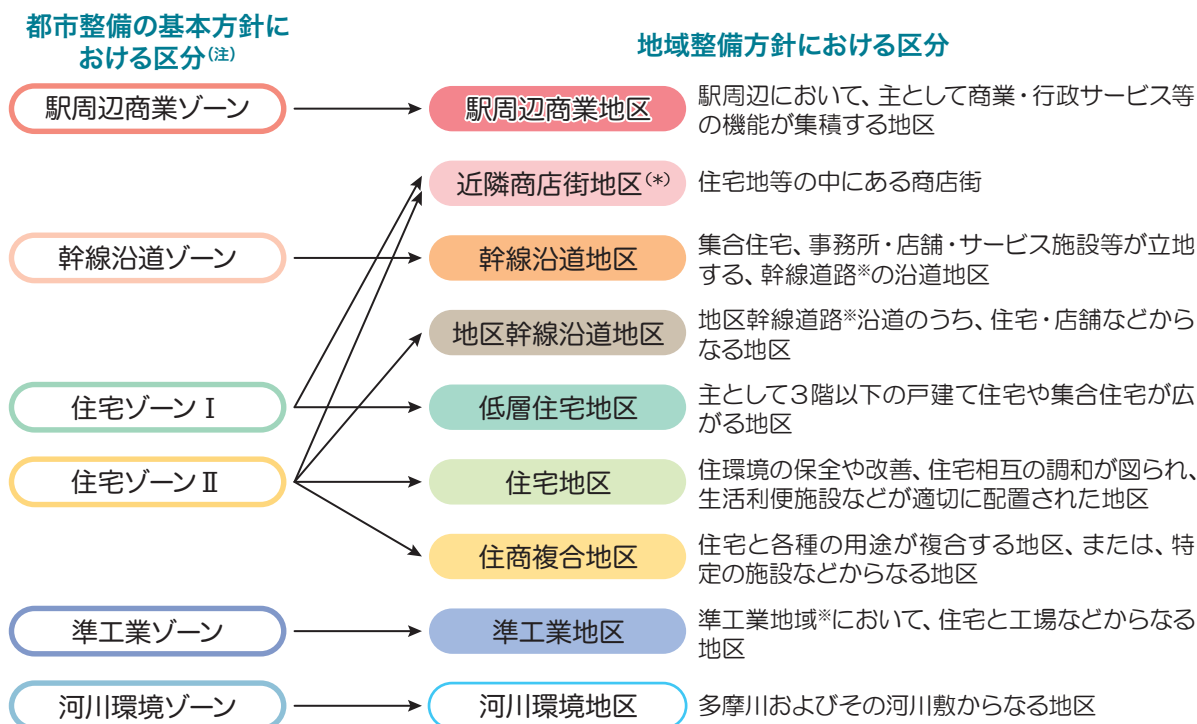 都市整備の基本方針に
おける区分(注)
地域整備方針における区分
駅周辺商業ゾーン
駅周辺商業地区
駅周辺において、主として商業・行政サービス等
の機能が集積する地区
近隣商店街地区(*)
住宅地等の中にある商店街
幹線沿道ゾーン
幹線沿道地区
集合住宅、事務所・店舗・サービス施設等が立地
する、幹線道路※の沿道地区
地区幹線沿道地区
地区幹線道路※沿道のうち、住宅・店舗などから
なる地区
住宅ゾーンⅠ
低層住宅地区
主として3階以下の戸建て住宅や集合住宅が広
がる地区
住宅ゾーンⅡ
住宅地区
住環境の保全や改善、住宅相互の調和が図られ、
生活利便施設などが適切に配置された地区
住商複合地区
住宅と各種の用途が複合する地区、または、特
定の施設などからなる地区
準工業ゾーン
準工業地区
準工業地域※において、住宅と工場などからなる
地区
河川環境ゾーン
河川環境地区
多摩川およびその河川敷からなる地区